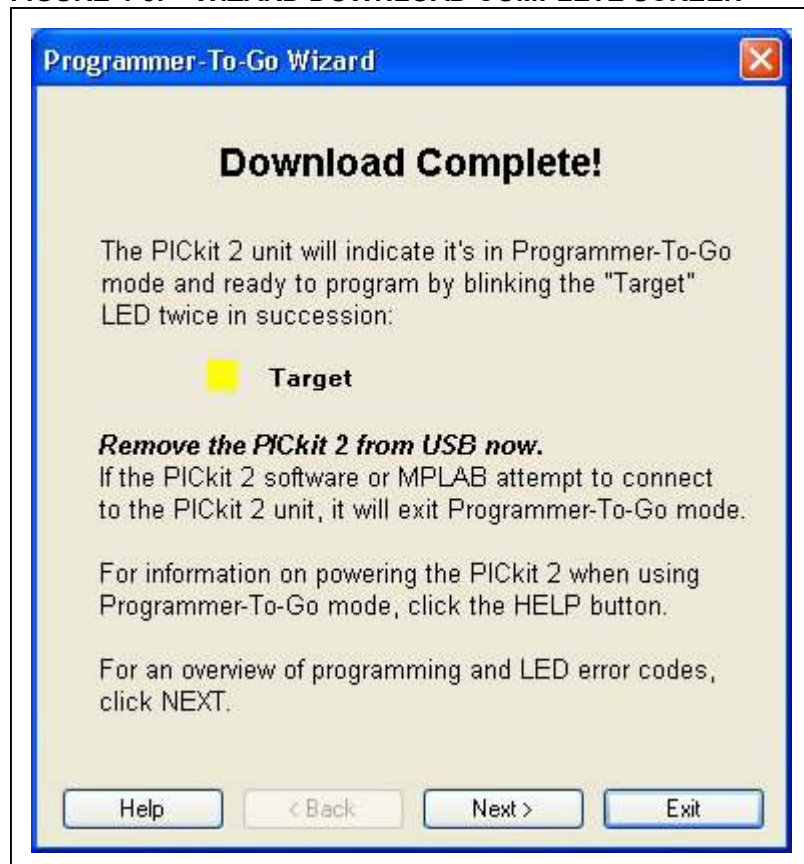 Programmer-To-Go Wizard
Download Complete!
The PICkit 2 unit will indicate it's in Programmer-To-Go
mode and ready to program by blinking the "Target"
LED twice in succession:
Target
Remove the PICkit 2 from USB now.
If the PICkit 2 software or MPLAB attempt to connect
to the PICkit 2 unit, it will exit Programmer-To-Go mode.
For information on powering the PICkit 2 when using
Programmer-To-Go mode, click the HELP button.
For an overview of programming and LED error codes,
click NEXT.
Help
< Back
Next >
Exit